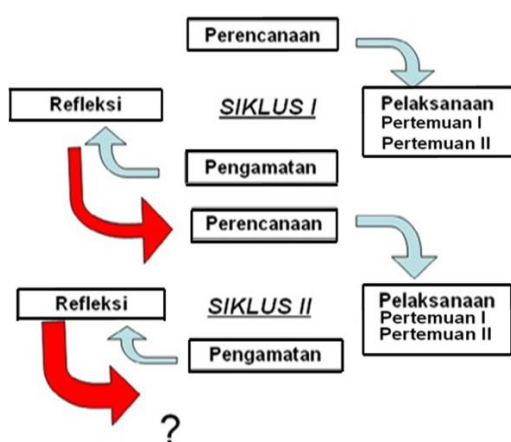 Perencanaan
Refleksi
SIKLUS I
Pelaksanaan
Pertemuan I
Pertemuan II
Pengamatan
Perencanaan
Refleksi
SIKLUS II
Pelaksanaan
Pertemuan I
Pertemuan II
Pengamatan
?